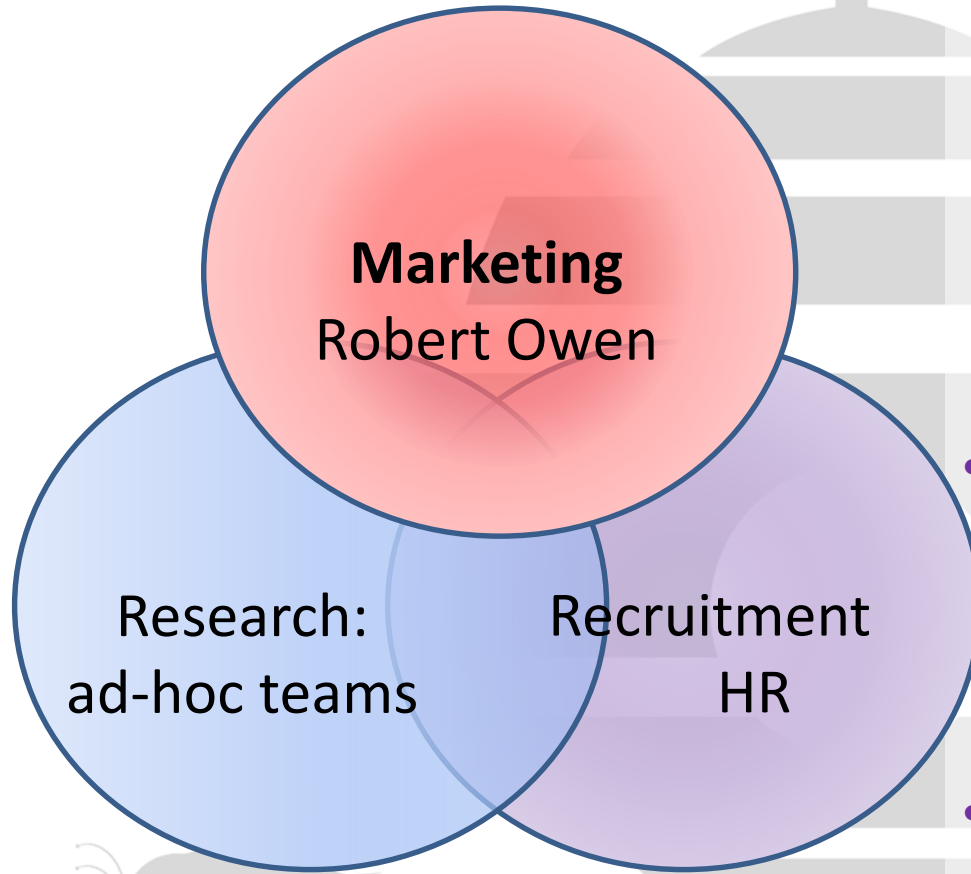 Marketing
Robert Owen
Research:
ad-hoc teams
Recruitment
HR